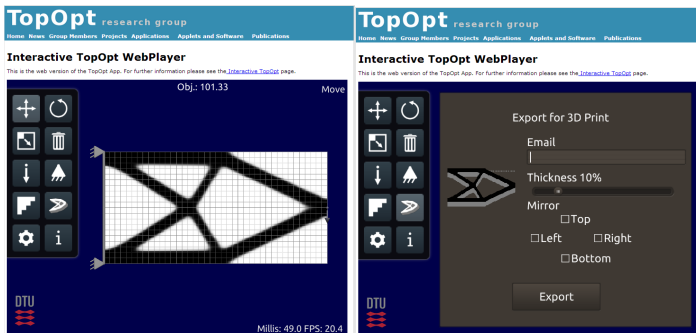 TopOpt research group
Home News Group Members Projects Applications Applets and Software Publications
Interactive TopOpt WebPlayer
This is the web version of the TopOpt App. For further information please see the Interactive TopOpt page.
Obj.: 101.33
Move
i
DTU
Millis: 49.0 FPS: 20.4
TopOpt research group
Home News Group Members Projects Applications Applets and Software Publications
Interactive TopOpt WebPlayer
This is the web version of the TopOpt App. For further information please see the Interactive TopOpt page.
i
DTU
Export for 3D Print
Email
Thickness 10%
Mirror
Top
Left Right
Bottom
Export